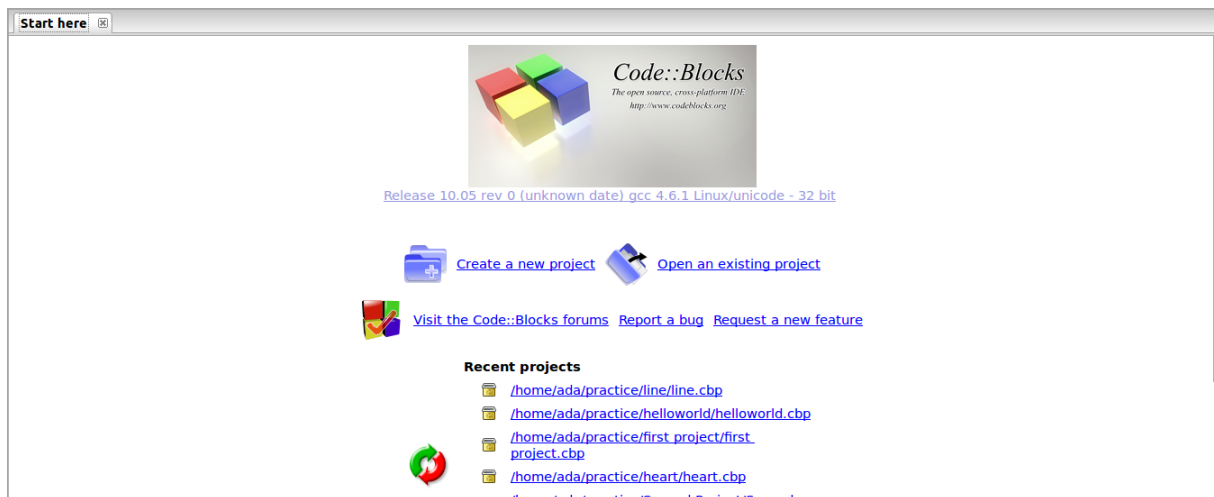 Start here
Code::Blocks
The open source, cross-platform IDE
http://www.codeblocks.org
Release 10.05 rev 0 (unknown date) gcc 4.6.1 Linux/unicode - 32 bit
Create a new project Open an existing project
Visit the Code::Blocks forums Report a bug Request a new feature
Recent projects
/home/ada/practice/line/line.cbp
/home/ada/practice/helloworld/helloworld.cbp
/home/ada/practice/first project/first
project.cbp
/home/ada/practice/heart/heart.cbp